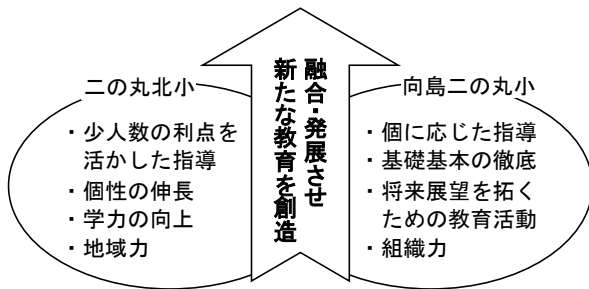 二の丸北小
・少人数の利点を
活かした指導
・個性の伸長
・学力の向上
・地域力
融合・発展させ
新たな教育を創造
向島二の丸小
・個に応じた指導
・基礎基本の徹底
・将来展望を拓く
ための教育活動
・組織力